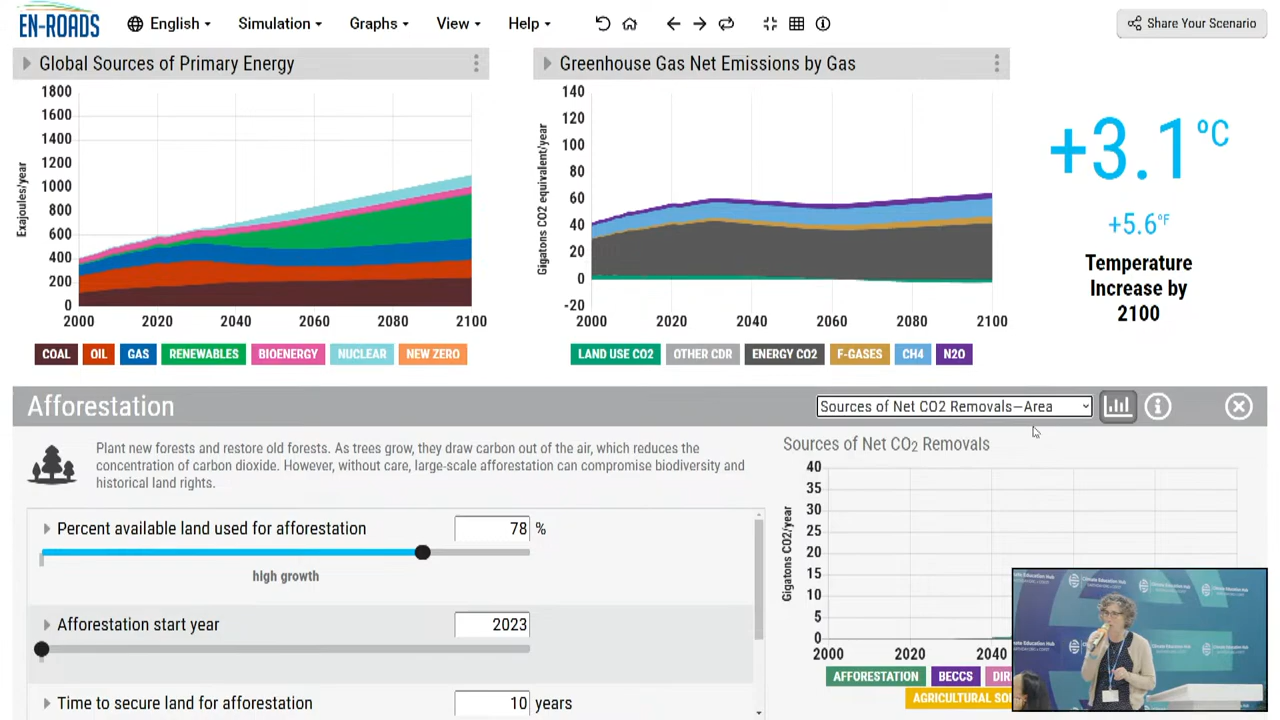 EN-ROADS
English
Simulation
Graphs
View
Help
Share Your Scenario
Global Sources of Primary Energy
1800
1600
1400
1200
1000
800
600
400
200
0
Exajoules/year
2000
2020
2040
2060
2080
2100
COAL
OIL
GAS
RENEWABLES
BIOENERGY
NUCLEAR
NEW ZERO
Greenhouse Gas Net Emissions by Gas
140
120
100
80
60
40
20
0
-20
Gigatons CO2 equivalent/year
2000
2020
2040
2060
2080
2100
LAND USE CO2
OTHER CDR
ENERGY CO2
F-GASES
CH4
N2O
+3.1 °C
+5.6°F
Temperature
Increase by
2100
Afforestation
Sources of Net CO2 Removals—Area
Plant new forests and restore old forests. As trees grow, they draw carbon out of the air, which reduces the
concentration of carbon dioxide. However, without care, large-scale afforestation can compromise biodiversity and
historical land rights.
Percent available land used for afforestation
78 %
high growth
Afforestation start year
2023
Time to secure land for afforestation
10 years
Sources of Net CO2 Removals
40
35
30
25
20
15
10
5
0
Gigatons CO2/year
2000
2020
2040
AFFORESTATION
BECCS
DIR
AGRICULTURAL SO
Climate Education Hub